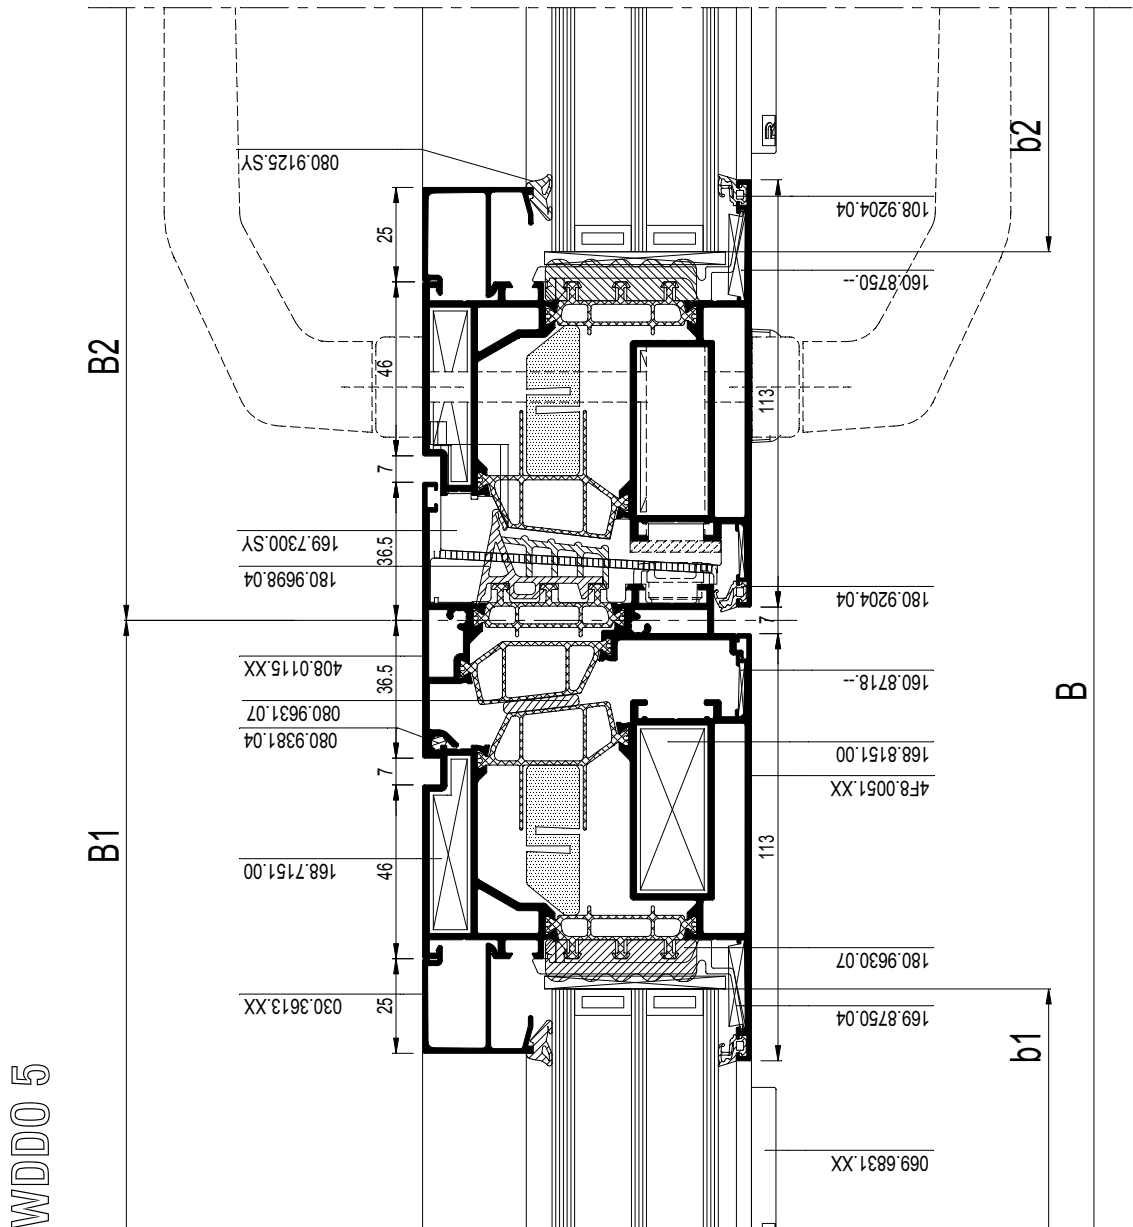 080.9125.SY
108.9204.04
160.8750.--
169.7300.SY
180.9698.04
180.9204.04
408.0115.XX
160.8718.--
080.9631.07
080.9381.04
168.8151.00
4F8.0051.XX
168.7151.00
180.9630.07
030.3613.XX
169.8750.04
069.6831.XX
25
46
7
36.5
36.5
7
46
25
113
7
113
B2
B1
b2
b1
B
R
WDDO 5